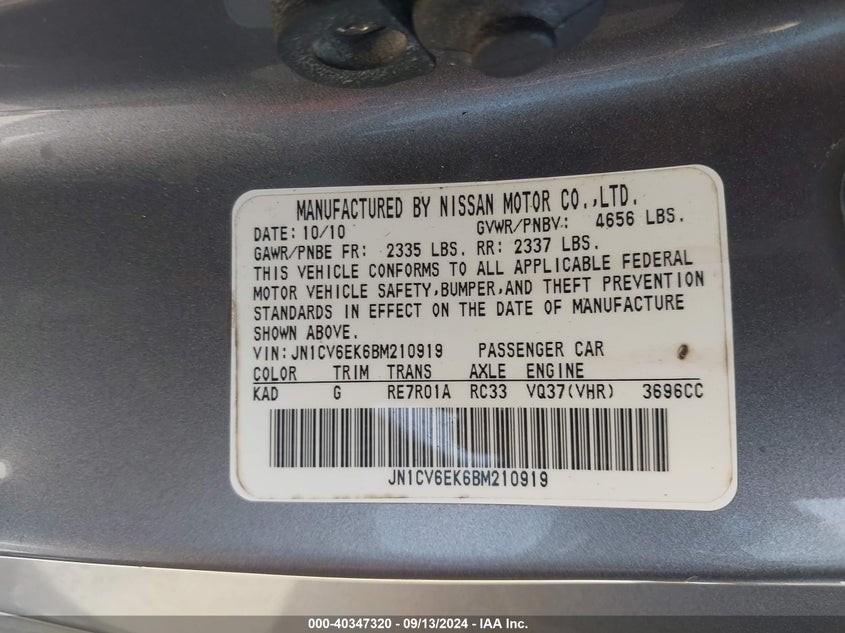 MANUFACTURED BY NISSAN MOTOR CO.,LTD.
DATE: 10/10 GVWR/PNBV: 4656 LBS.
GAWR/PNBE FR: 2335 LBS. RR: 2337 LBS.
THIS VEHICLE CONFORMS TO ALL APPLICABLE FEDERAL
MOTOR VEHICLE SAFETY,BUMPER,AND THEFT PREVENTION
STANDARDS IN EFFECT ON THE DATE OF MANUFACTURE
SHOWN ABOVE.
VIN:JN1CV6EK6BM210919 PASSENGER CAR
COLOR TRIM TRANS AXLE ENGINE
KAD G RE7R01A RC33 VQ37(VHR) 3696CC
JN1CV6EK6BM210919
000-40347320 - 09/13/2024 - IAA Inc.